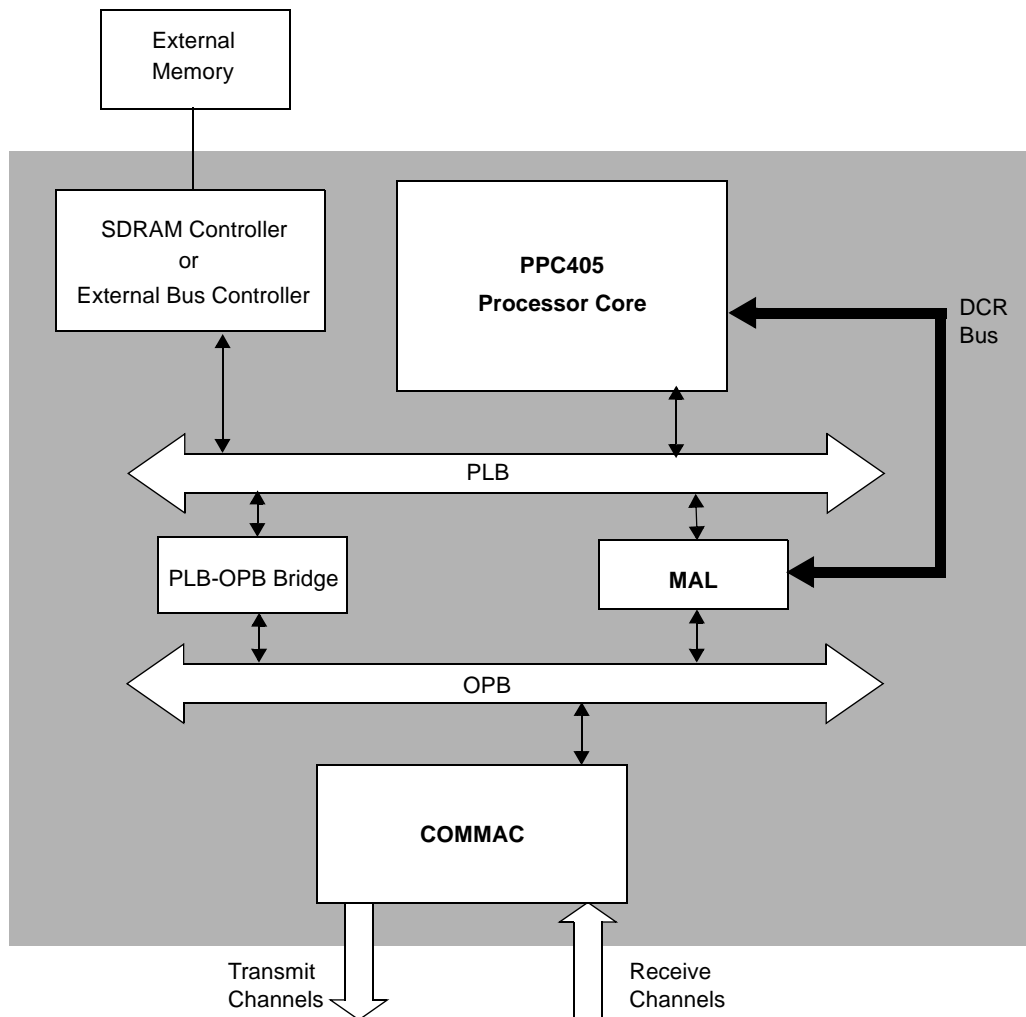 External
Memory
SDRAM Controller
or
External Bus Controller
PPC405
Processor Core
DCR
Bus
PLB
PLB-OPB Bridge
MAL
OPB
COMMAC
Transmit
Channels
Receive
Channels